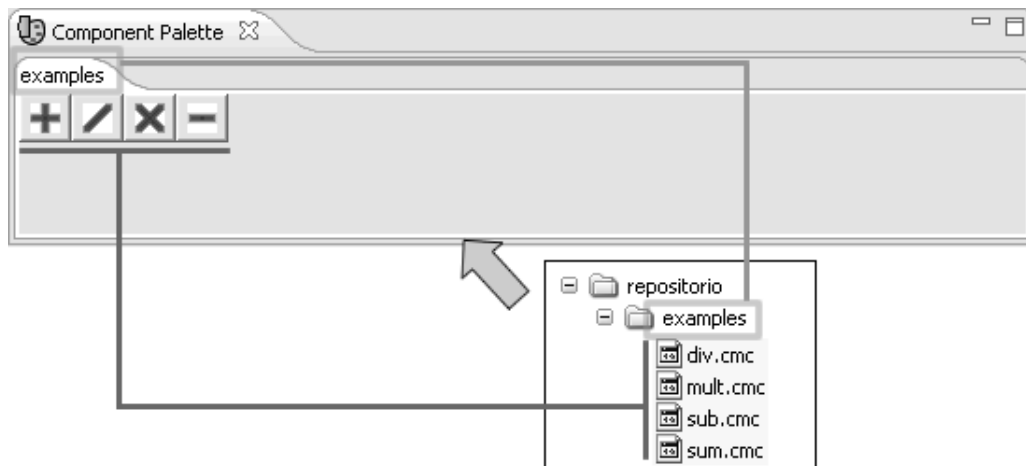 Component Palette
examples
repositorio
examples
div.cmc
mult.cmc
sub.cmc
sum.cmc